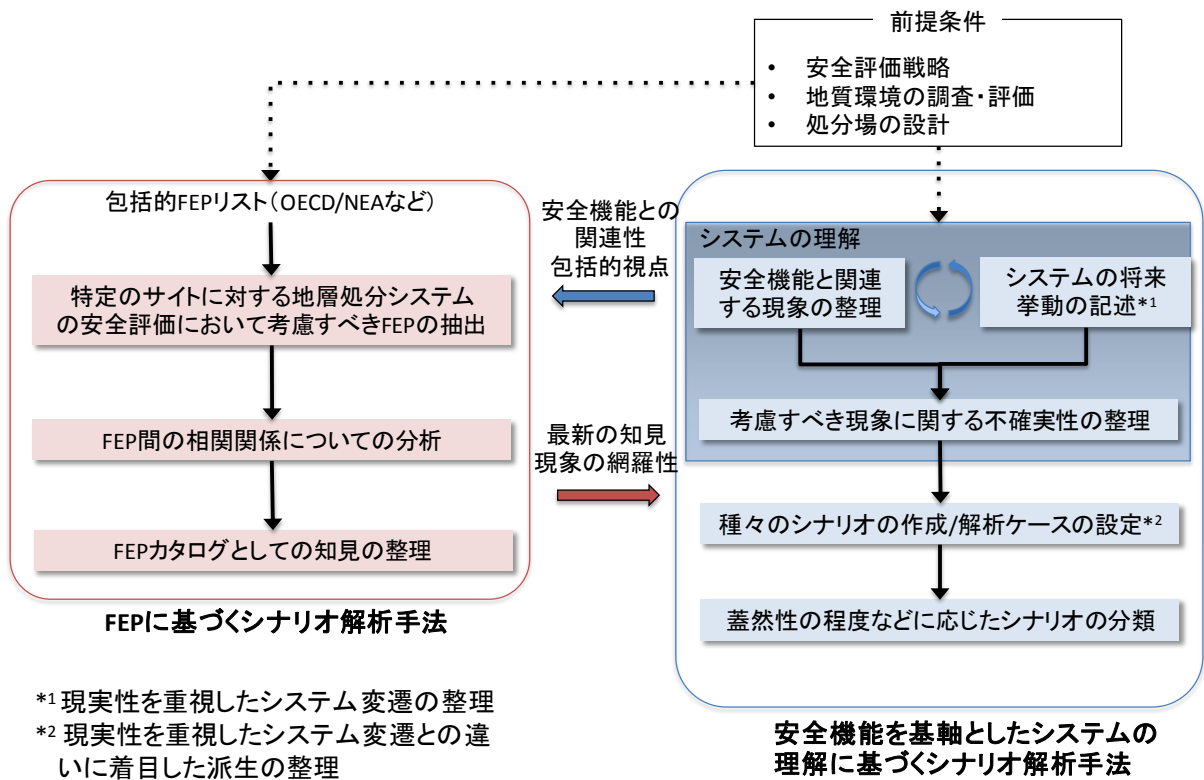 前提条件
• 安全評価戦略
• 地質環境の調査・評価
• 処分場の設計
包括的FEPリスト（OECD/NEAなど）
特定のサイトに対する地層処分システム
の安全評価において考慮すべきFEPの抽出
FEP間の相関関係についての分析
FEPカタログとしての知見の整理
FEPに基づくシナリオ解析手法
安全機能との
関連性
包括的視点
最新の知見
現象の網羅性
システムの理解
安全機能と関連
する現象の整理
システムの将来
挙動の記述*1
考慮すべき現象に関する不確実性の整理
種々のシナリオの作成/解析ケースの設定*2
蓋然性の程度などに応じたシナリオの分類
安全機能を基軸としたシステムの
理解に基づくシナリオ解析手法
*1 現実性を重視したシステム変遷の整理
*2 現実性を重視したシステム変遷との違
いに着目した派生の整理